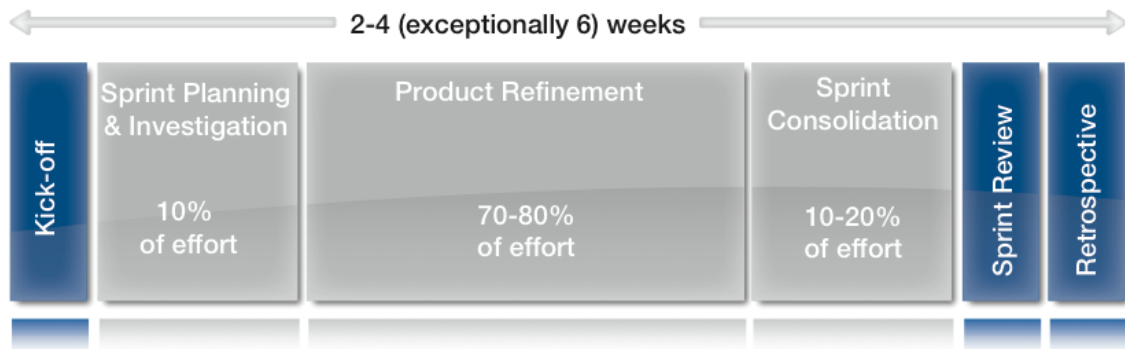 2-4 (exceptionally 6) weeks
Kick-off
Sprint Planning
& Investigation
10%
of effort
Product Refinement
70-80%
of effort
Sprint
Consolidation
10-20%
of effort
Sprint Review
Retrospective